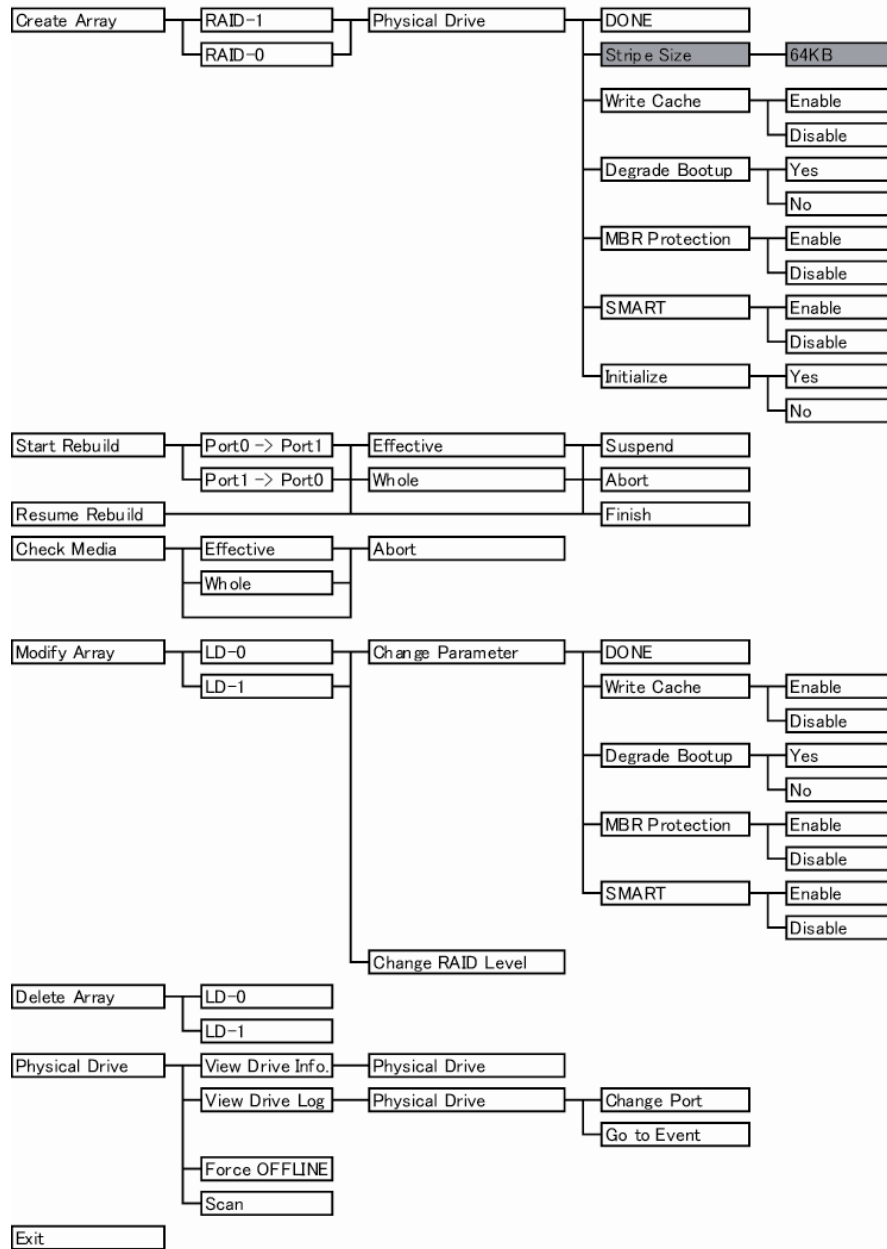 Create Array RAID-1 Physical Drive DONE
RAID-0 Stripe Size 64KB
Write Cache Enable
Disable
Degrade Bootup Yes
No
MBR Protection Enable
Disable
SMART Enable
Disable
Initialize Yes
No
Start Rebuild Port0 -> Port1 Effective Suspend
Port1 -> Port0 Whole Abort
Resume Rebuild Finish
Check Media Effective Abort
Whole
Modify Array LD-0 Change Parameter DONE
LD-1 Write Cache Enable
Disable
Degrade Bootup Yes
No
MBR Protection Enable
Disable
SMART Enable
Disable
Change RAID Level
Delete Array LD-0
LD-1
Physical Drive View Drive Info. Physical Drive
View Drive Log Physical Drive Change Port
Go to Event
Force OFFLINE
Scan
Exit